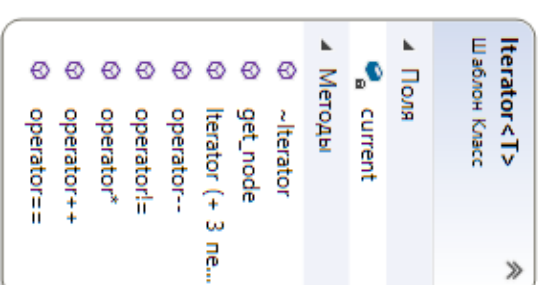 Iterator<T>
Шаблон Класс
Поля
current
Методы
~Iterator
get_node
Iterator (+ 3 пе...
operator--
operator!=
operator*
operator++
operator==